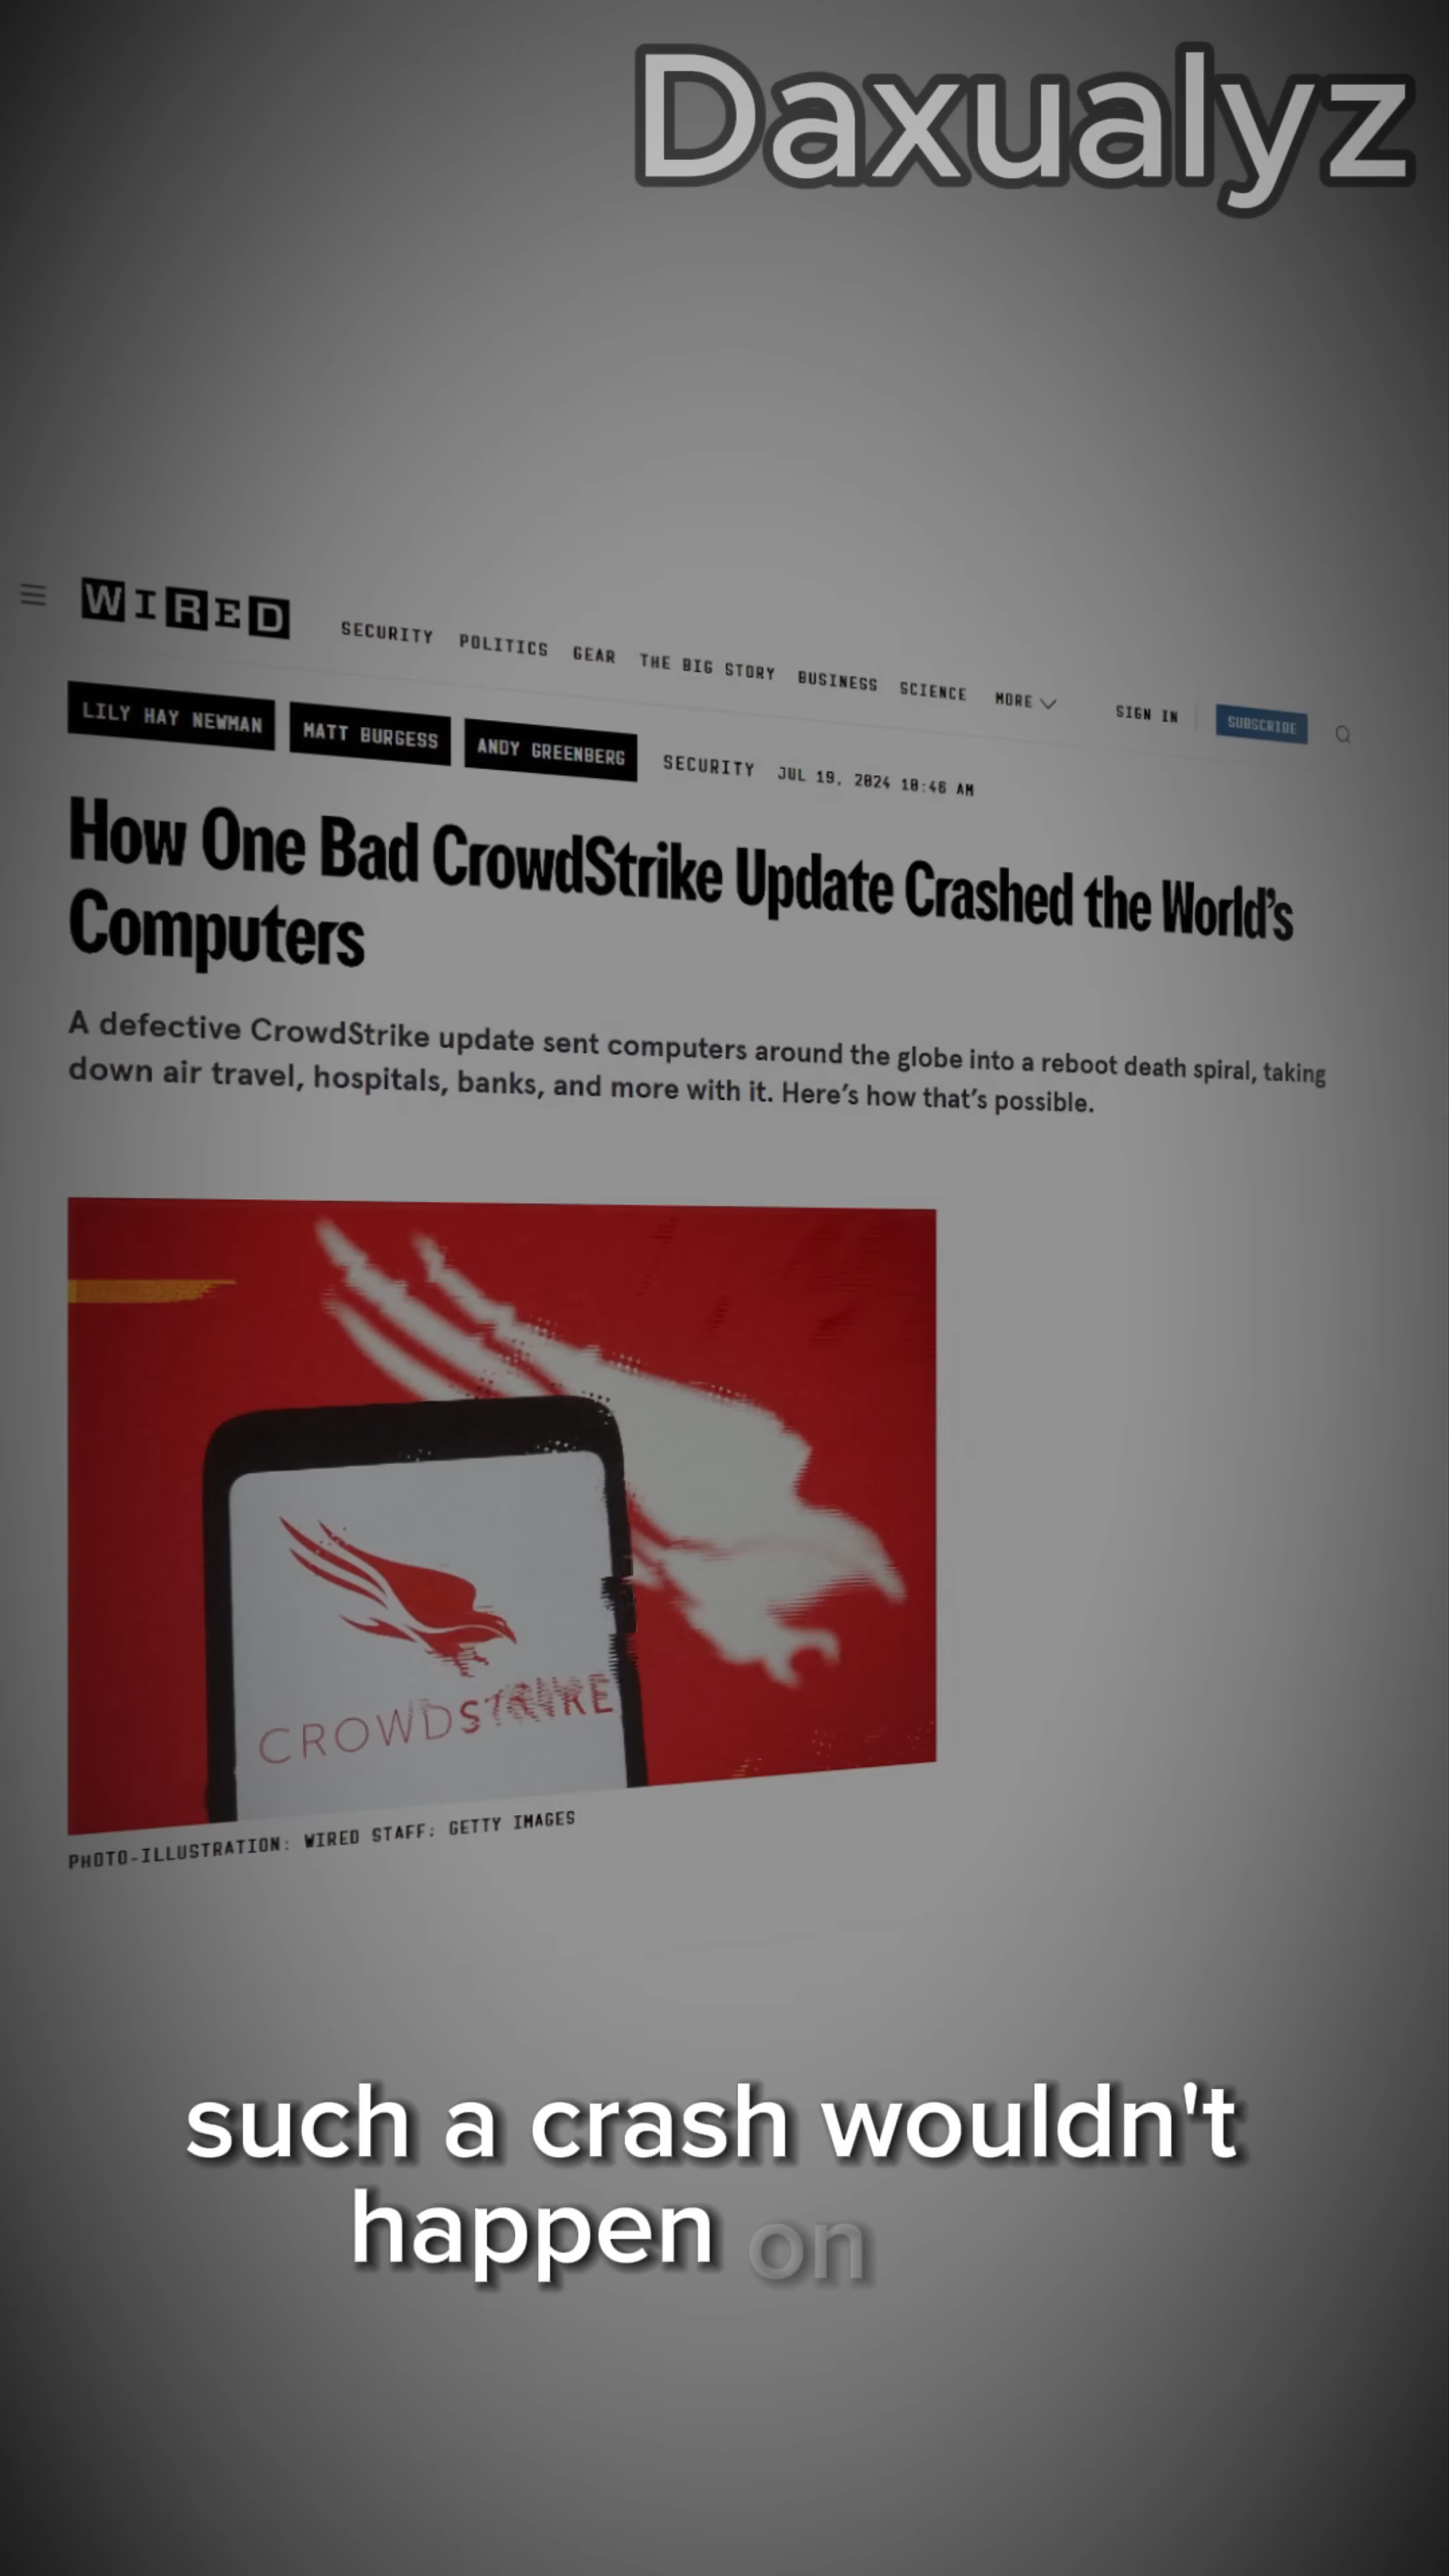 Daxualyz
WIRED
SECURITY POLITICS GEAR THE BIG STORY BUSINESS SCIENCE MORE SIGN IN SUBSCRIBE
LILY HAY NEWMAN MATT BURGESS ANDY GREENBERG SECURITY JUL 19, 2024 10:46 AM
How One Bad CrowdStrike Update Crashed the World's
Computers
A defective CrowdStrike update sent computers around the globe into a reboot death spiral, taking
down air travel, hospitals, banks, and more with it. Here's how that's possible.
CROWDSTRIKE
PHOTO-ILLUSTRATION: WIRED STAFF; GETTY IMAGES
such a crash wouldn't
happen on